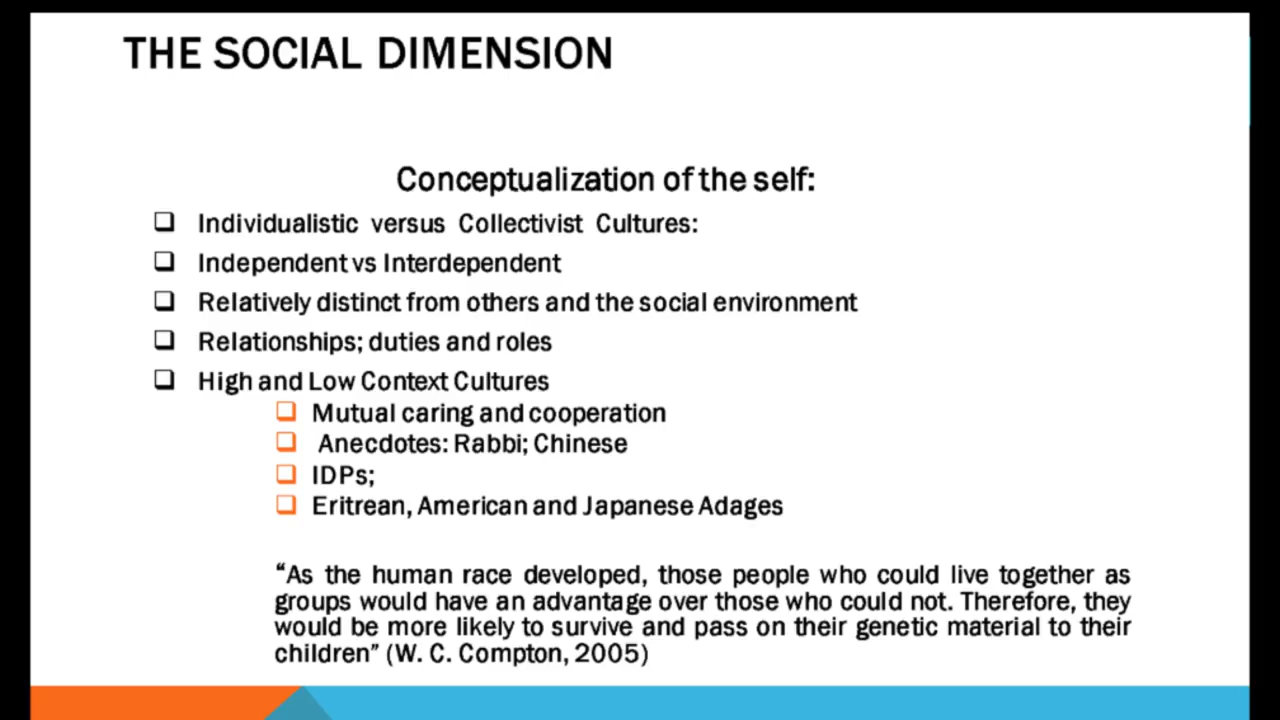 THE SOCIAL DIMENSION
Conceptualization of the self:
Individualistic versus Collectivist Cultures:
Independent vs Interdependent
Relatively distinct from others and the social environment
Relationships; duties and roles
High and Low Context Cultures
Mutual caring and cooperation
Anecdotes: Rabbi; Chinese
IDPs;
Eritrean, American and Japanese Adages
“As the human race developed, those people who could live together as
groups would have an advantage over those who could not. Therefore, they
would be more likely to survive and pass on their genetic material to their
children” (W. C. Compton, 2005)